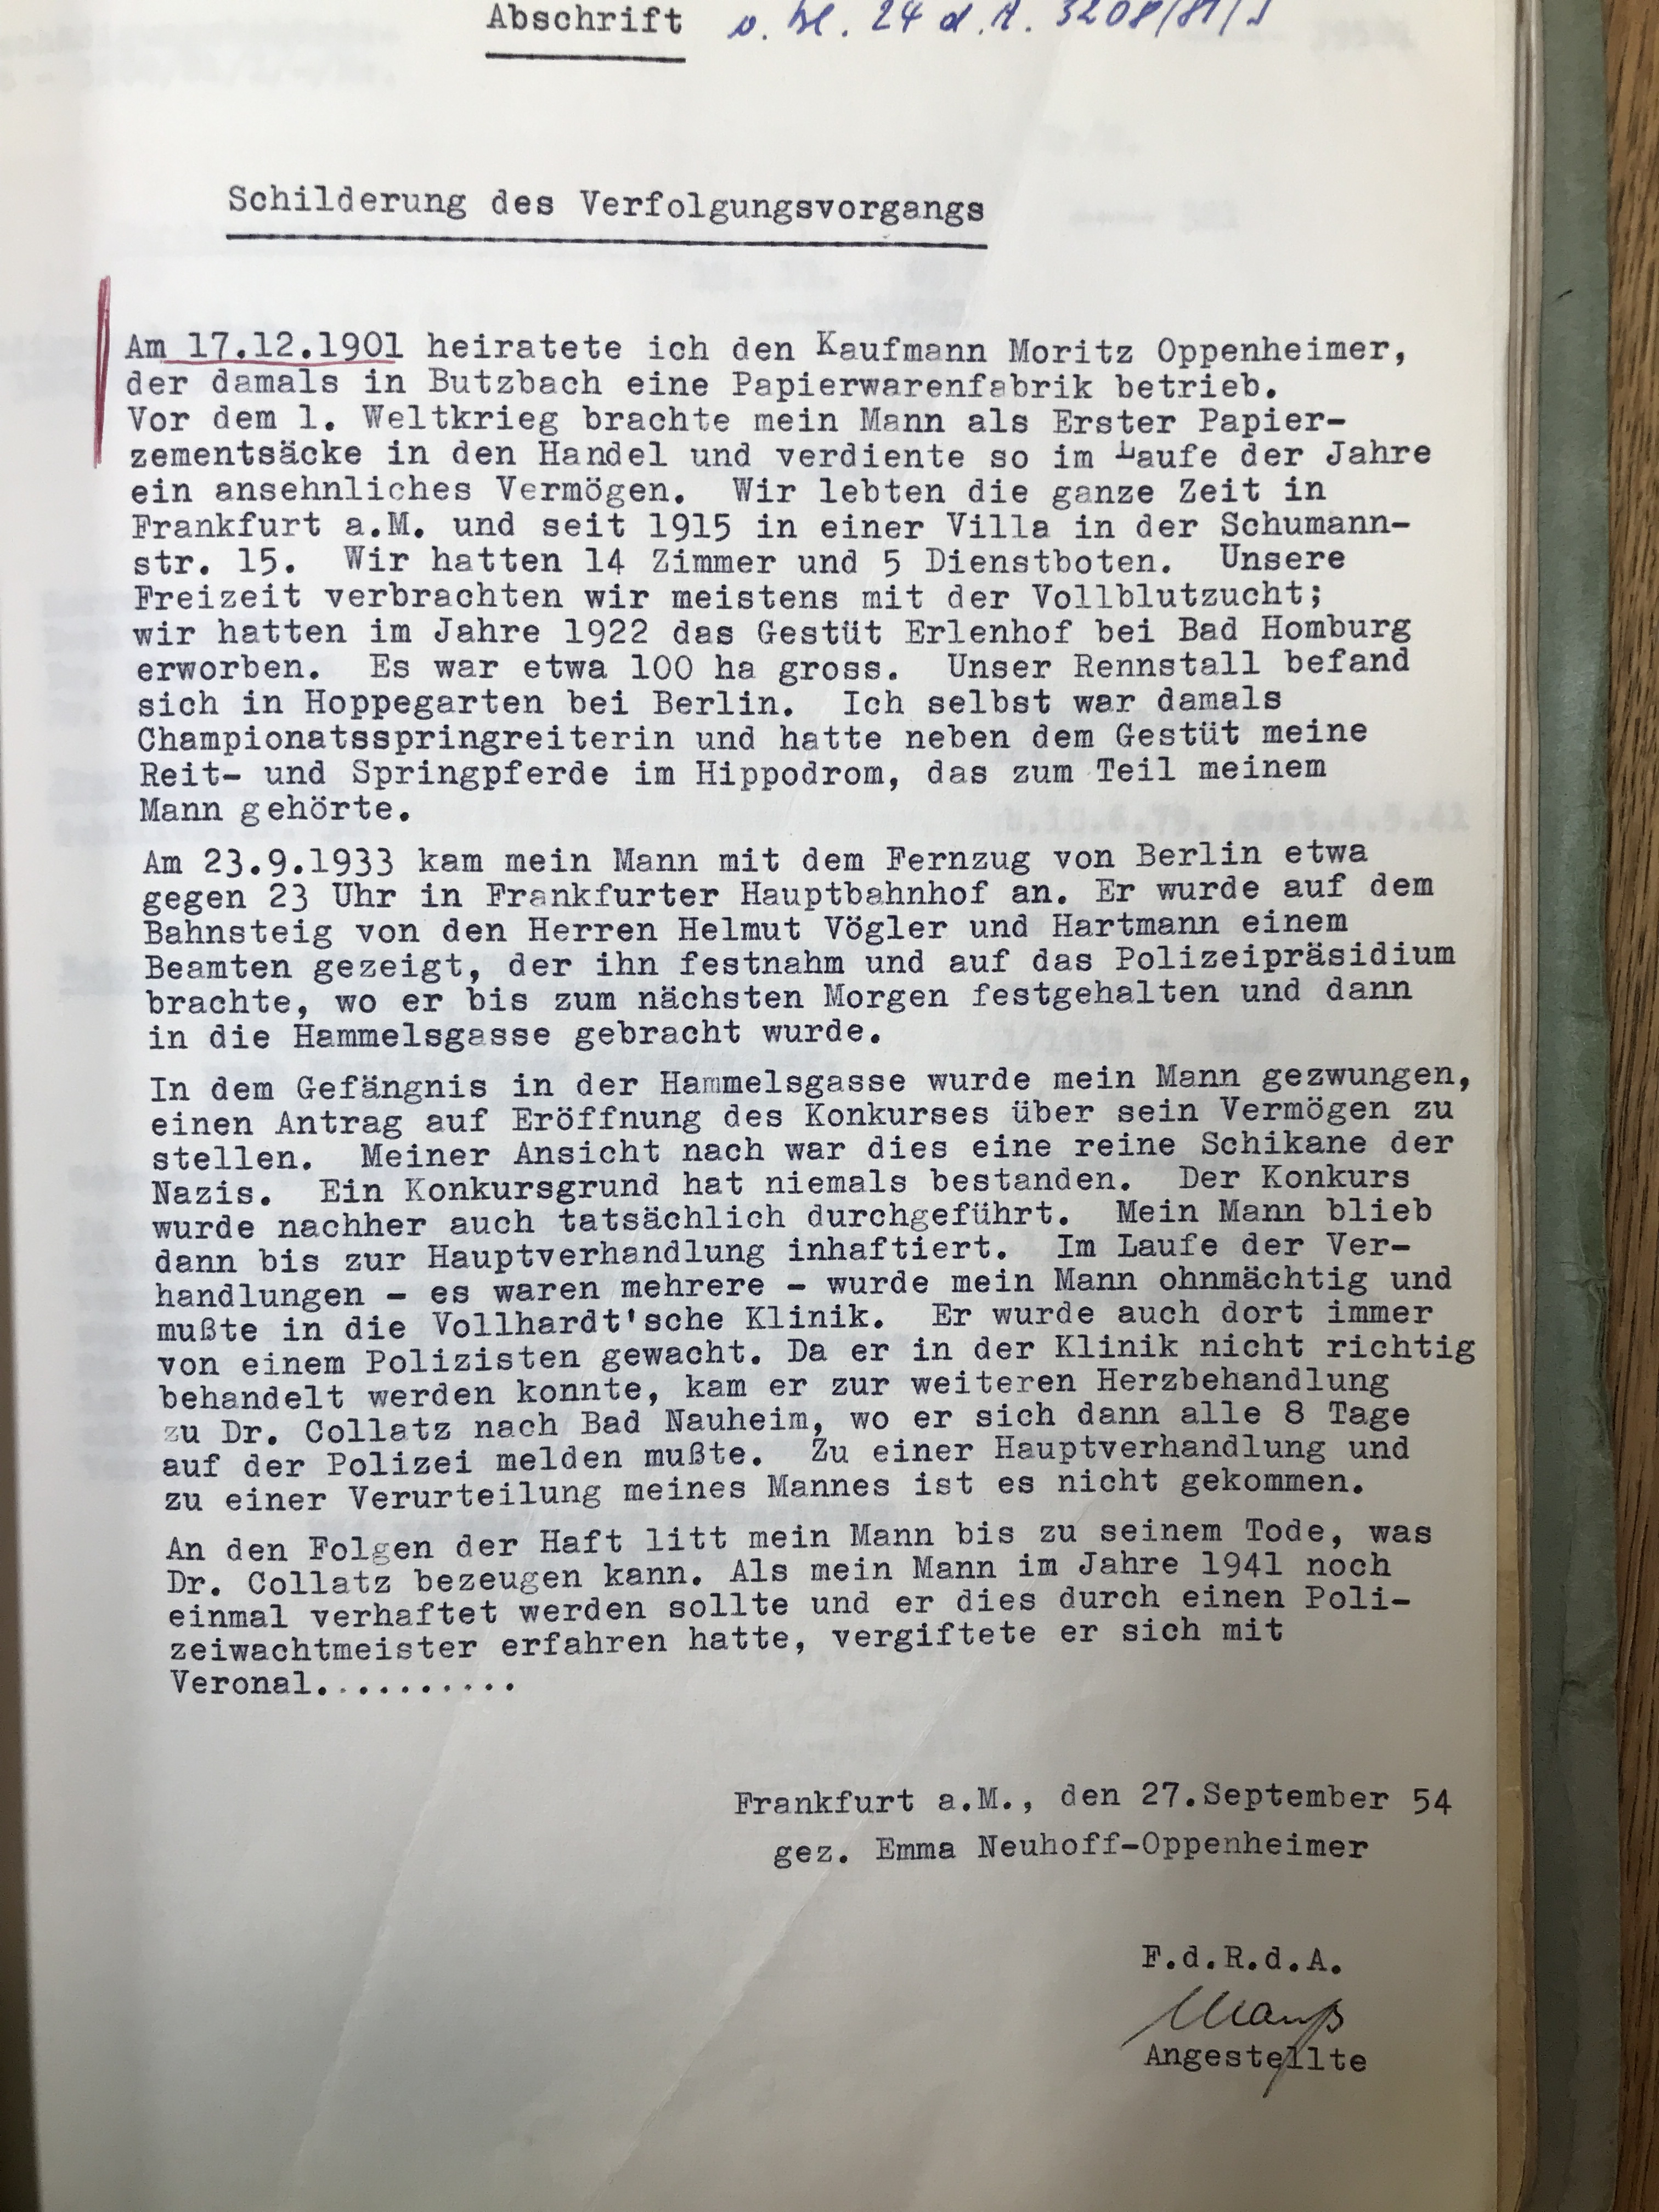 Abschrift v. Bl. 24 d. A. 3208/81/1
Schilderung des Verfolgungsvorgangs
Am 17.12.1901 heiratete ich den Kaufmann Moritz Oppenheimer,
der damals in Butzbach eine Papierwarenfabrik betrieb.
Vor dem 1. Weltkrieg brachte mein Mann als Erster Papier-
zementsäcke in den Handel und verdiente so im Laufe der Jahre
ein ansehnliches Vermögen. Wir lebten die ganze Zeit in
Frankfurt a.M. und seit 1915 in einer Villa in der Schumann-
str. 15. Wir hatten 14 Zimmer und 5 Dienstboten. Unsere
Freizeit verbrachten wir meistens mit der Vollblutzucht;
wir hatten im Jahre 1922 das Gestüt Erlenhof bei Bad Homburg
erworben. Es war etwa 100 ha gross. Unser Rennstall befand
sich in Hoppegarten bei Berlin. Ich selbst war damals
Championatsspringreiterin und hatte neben dem Gestüt meine
Reit- und Springpferde im Hippodrom, das zum Teil meinem
Mann gehörte.
Am 23.9.1933 kam mein Mann mit dem Fernzug von Berlin etwa
gegen 23 Uhr in Frankfurter Hauptbahnhof an. Er wurde auf dem
Bahnsteig von den Herren Helmut Vögler und Hartmann einem
Beamten gezeigt, der ihn festnahm und auf das Polizeipräsidium
brachte, wo er bis zum nächsten Morgen festgehalten und dann
in die Hammelsgasse gebracht wurde.
In dem Gefängnis in der Hammelsgasse wurde mein Mann gezwungen,
einen Antrag auf Eröffnung des Konkurses über sein Vermögen zu
stellen. Meiner Ansicht nach war dies eine reine Schikane der
Nazis. Ein Konkursgrund hat niemals bestanden. Der Konkurs
wurde nachher auch tatsächlich durchgeführt. Mein Mann blieb
dann bis zur Hauptverhandlung inhaftiert. Im Laufe der Ver-
handlungen - es waren mehrere - wurde mein Mann ohnmächtig und
mußte in die Vollhardt'sche Klinik. Er wurde auch dort immer
von einem Polizisten gewacht. Da er in der Klinik nicht richtig
behandelt werden konnte, kam er zur weiteren Herzbehandlung
zu Dr. Collatz nach Bad Nauheim, wo er sich dann alle 8 Tage
auf der Polizei melden mußte. Zu einer Hauptverhandlung und
zu einer Verurteilung meines Mannes ist es nicht gekommen.
An den Folgen der Haft litt mein Mann bis zu seinem Tode, was
Dr. Collatz bezeugen kann. Als mein Mann im Jahre 1941 noch
einmal verhaftet werden sollte und er dies durch einen Poli-
zeiwachtmeister erfahren hatte, vergiftete er sich mit
Veronal...........
Frankfurt a.M., den 27.September 54
gez. Emma Neuhoff-Oppenheimer
F.d.R.d.A.
Angestellte